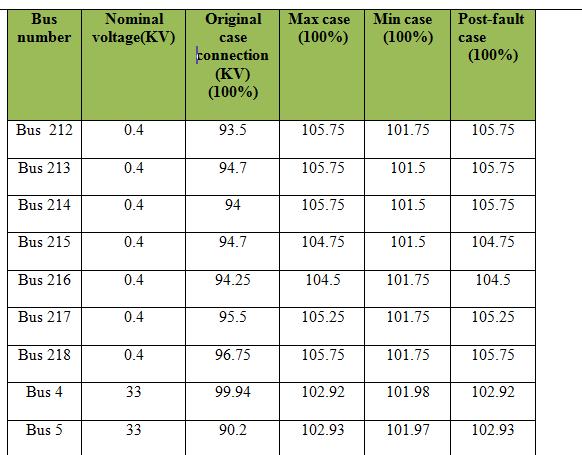 Bus number | Nominal voltage(KV) | Original case connection (KV) (100%) | Max case (100%) | Min case (100%) | Post-fault case (100%)
Bus 212 | 0.4 | 93.5 | 105.75 | 101.75 | 105.75
Bus 213 | 0.4 | 94.7 | 105.75 | 101.5 | 105.75
Bus 214 | 0.4 | 94 | 105.75 | 101.5 | 105.75
Bus 215 | 0.4 | 94.7 | 104.75 | 101.5 | 104.75
Bus 216 | 0.4 | 94.25 | 104.5 | 101.75 | 104.5
Bus 217 | 0.4 | 95.5 | 105.25 | 101.75 | 105.25
Bus 218 | 0.4 | 96.75 | 105.75 | 101.75 | 105.75
Bus 4 | 33 | 99.94 | 102.92 | 101.98 | 102.92
Bus 5 | 33 | 90.2 | 102.93 | 101.97 | 102.93